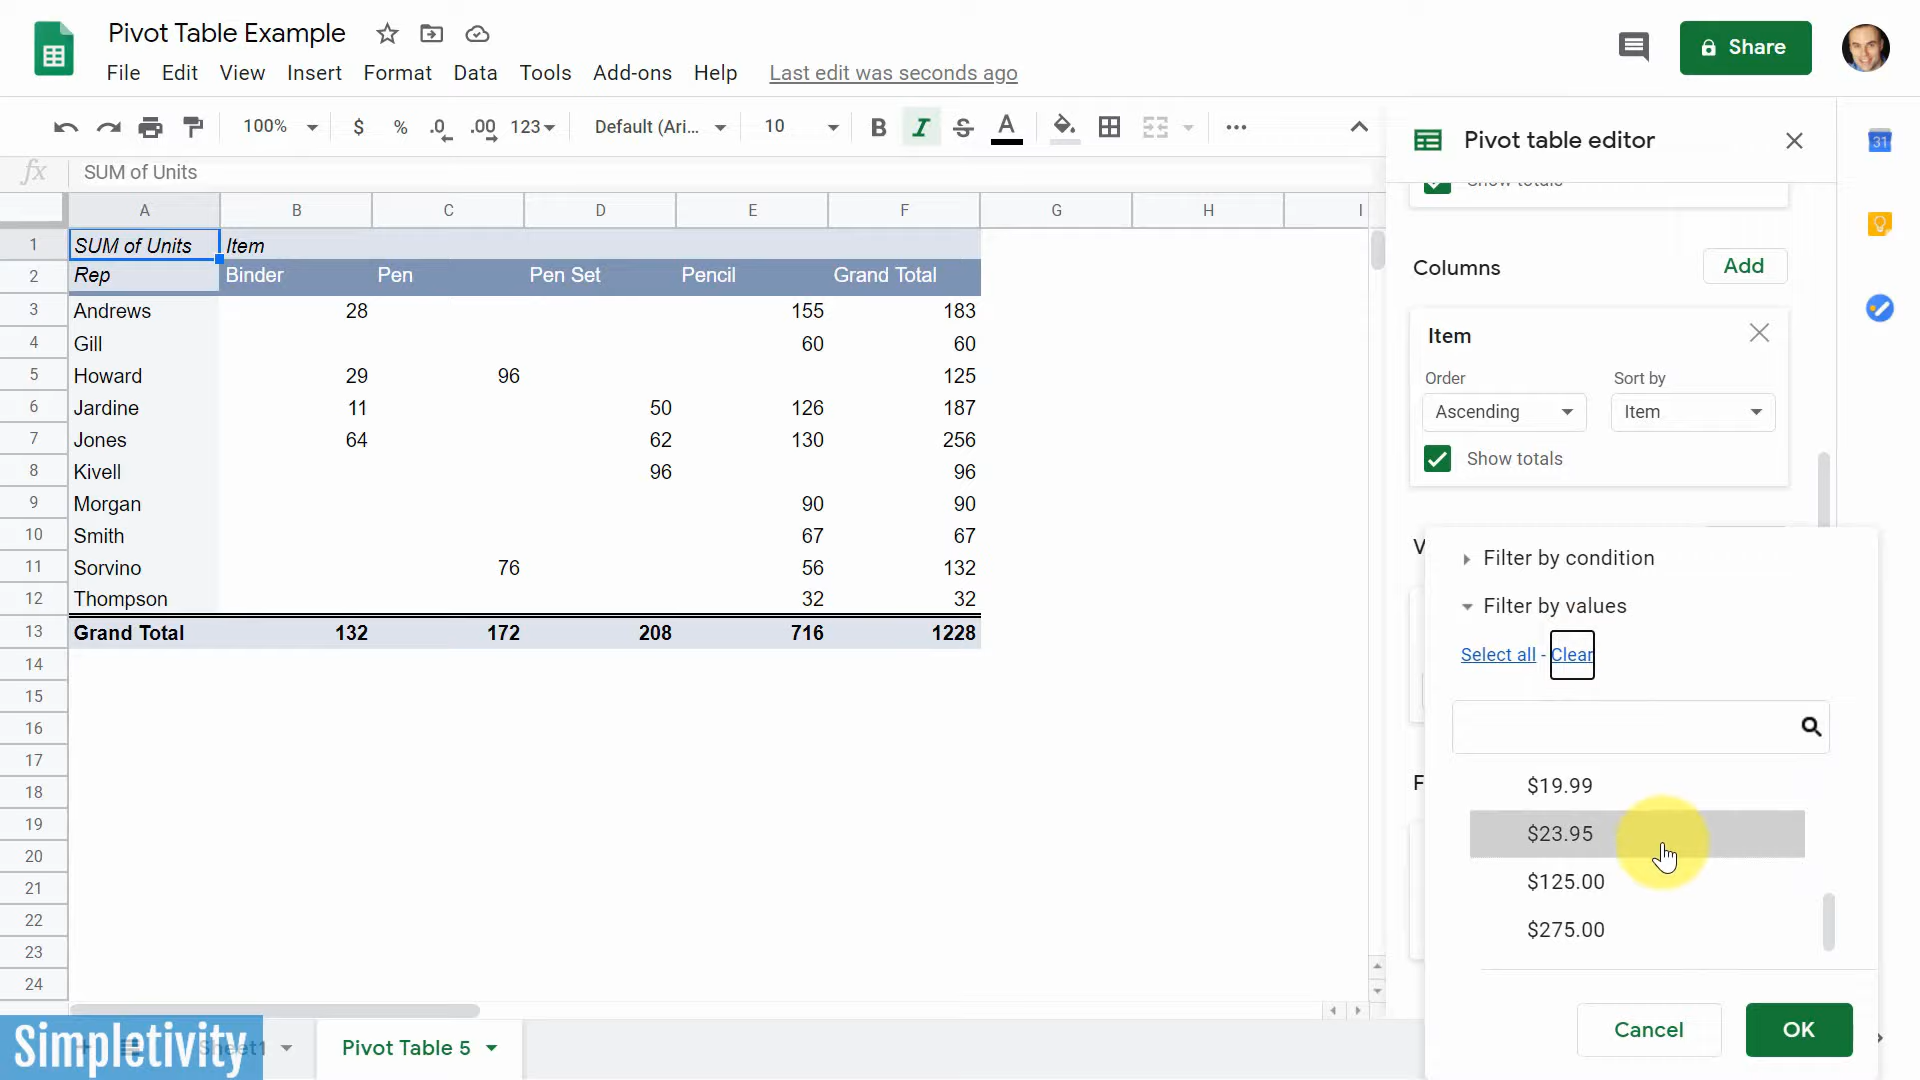 Pivot Table Example
File Edit View Insert Format Data Tools Add-ons Help Last edit was seconds ago
Share
100% $ % .0 .00 123 Default (Ari... 10 B I S A ...
fx SUM of Units
Pivot table editor
31
A B C D E F G H I
1 SUM of Units Item
2 Rep Binder Pen Pen Set Pencil Grand Total
3 Andrews 28 155 183
4 Gill 60 60
5 Howard 29 96 125
6 Jardine 11 50 126 187
7 Jones 64 62 130 256
8 Kivell 96 96
9 Morgan 90 90
10 Smith 67 67
11 Sorvino 76 56 132
12 Thompson 32 32
13 Grand Total 132 172 208 716 1228
14
15
16
17
18
19
20
21
22
23
24
Show totals
Columns Add
Item
Order Sort by
Ascending Item
Show totals
V
F
Filter by condition
Filter by values
Select all - Clear
$19.99
$23.95
$125.00
$275.00
Cancel OK
Simpletivity
Sheet1 Pivot Table 5